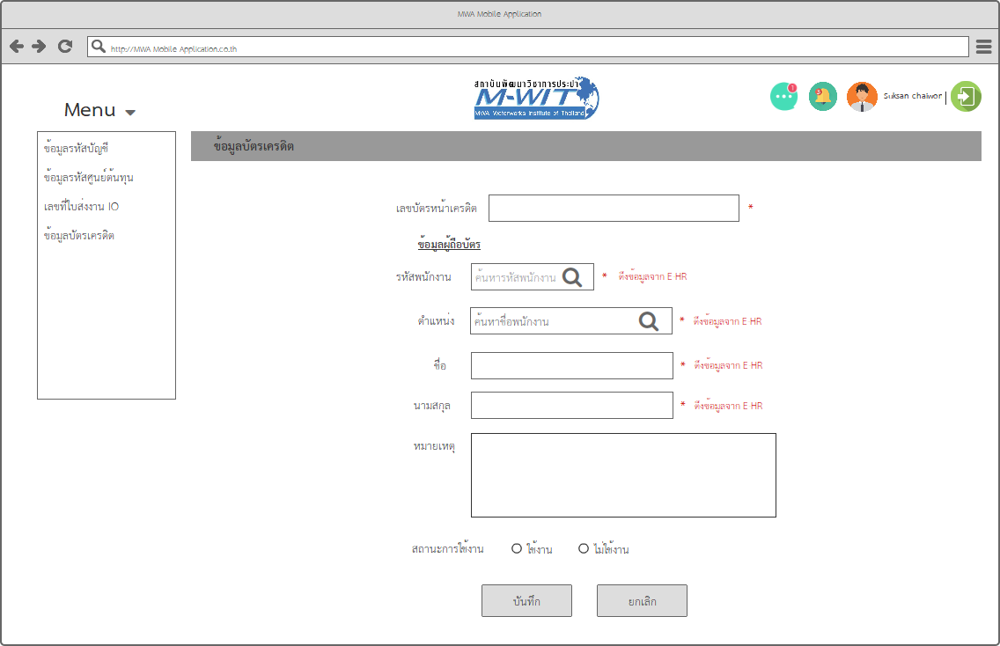 MWA Mobile Application
http://MWA Mobile Application.co.th
สถาบันพัฒนาวิชาการประปา
M-WIT
MWA Waterworks Institute of Thailand
1
3
Suksan chaiwon
Menu
ข้อมูลรหัสบัญชี
ข้อมูลรหัสศูนย์ต้นทุน
เลขที่ใบสั่งงาน IO
ข้อมูลบัตรเครดิต
ข้อมูลบัตรเครดิต
เลขบัตรหน้าเครดิต *
ข้อมูลผู้ถือบัตร
รหัสพนักงาน ค้นหารหัสพนักงาน * ดึงข้อมูลจาก E-HR
ตำแหน่ง ค้นหาชื่อพนักงาน * ดึงข้อมูลจาก E-HR
ชื่อ * ดึงข้อมูลจาก E-HR
นามสกุล * ดึงข้อมูลจาก E-HR
หมายเหตุ
สถานะการใช้งาน ใช้งาน ไม่ใช้งาน
บันทึก ยกเลิก